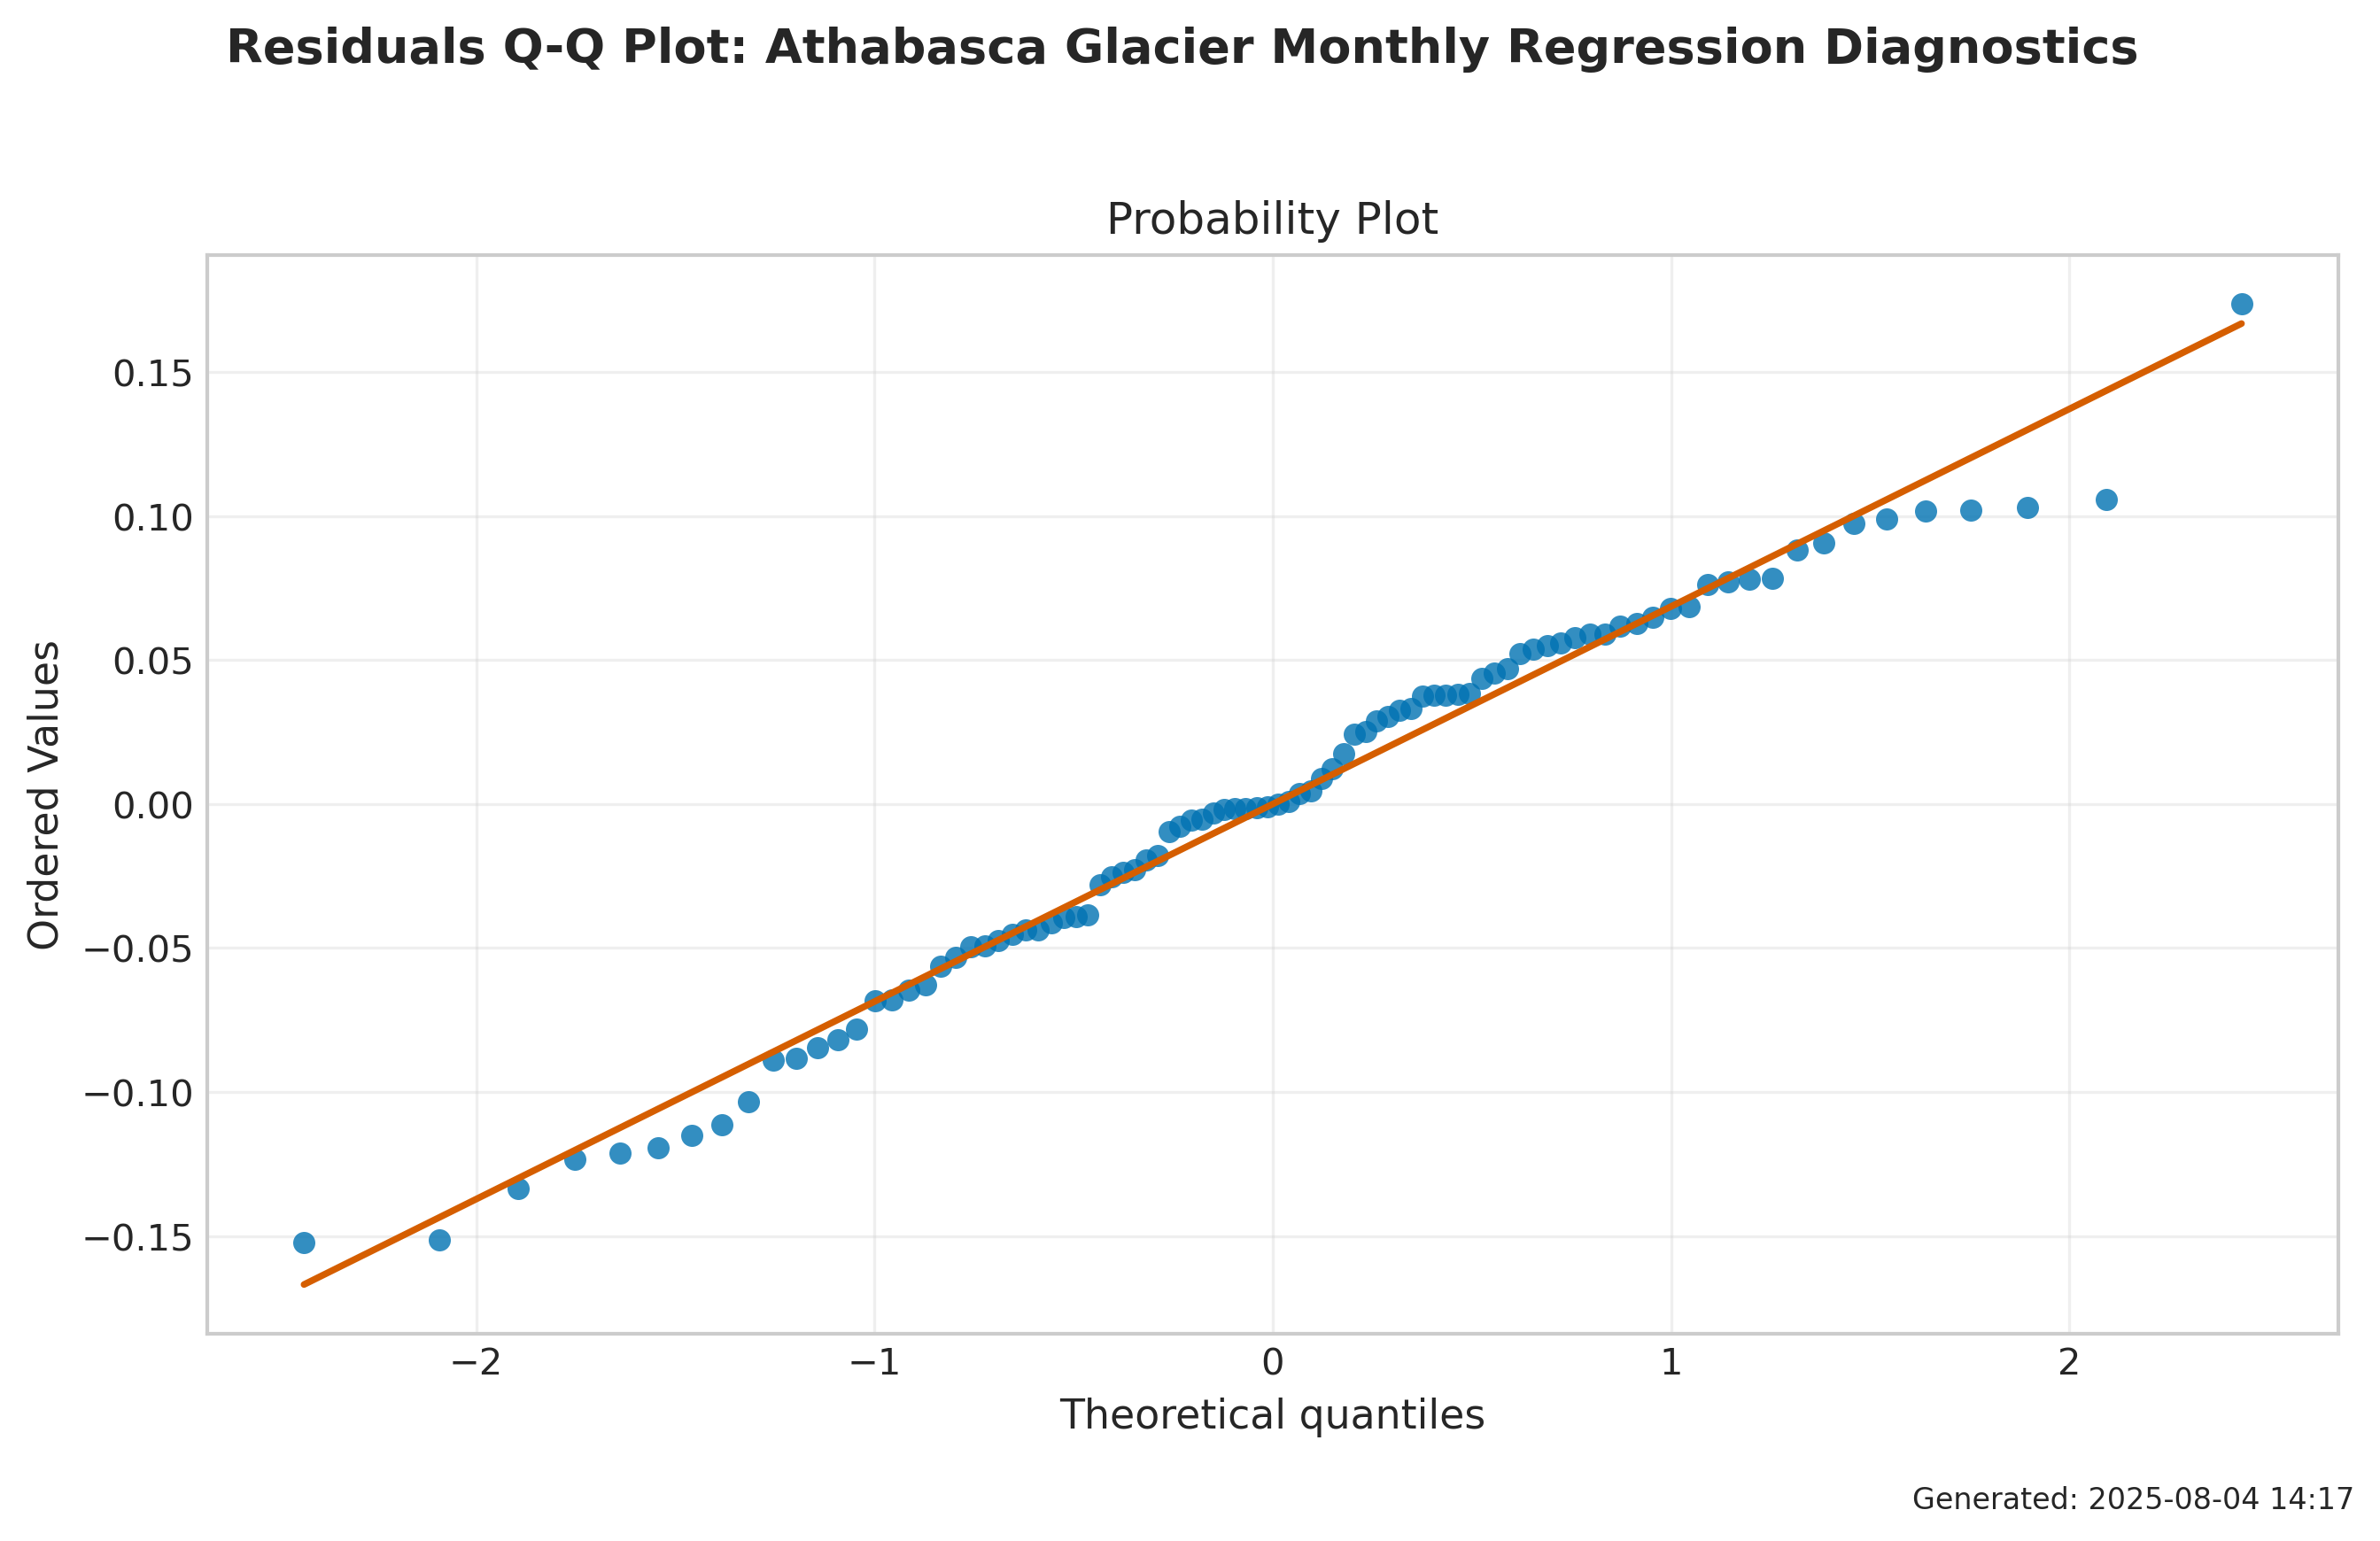 Residuals Q-Q Plot: Athabasca Glacier Monthly Regression Diagnostics
Probability Plot
Ordered Values
0.15
0.10
0.05
0.00
−0.05
−0.10
−0.15
−2 −1 0 1 2
Theoretical quantiles
Generated: 2025-08-04 14:17